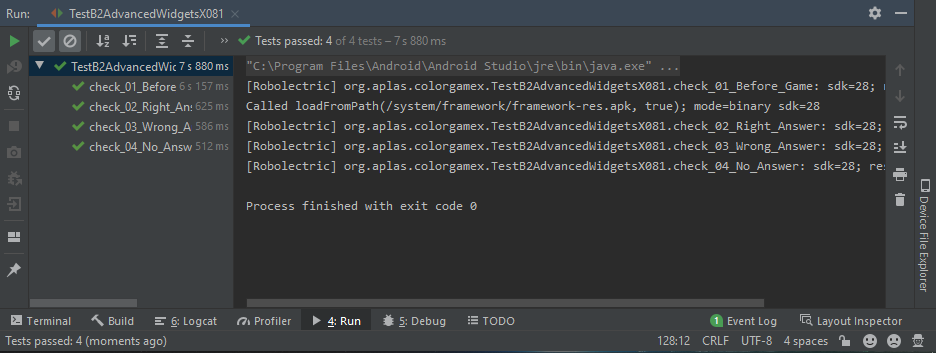 Run: TestB2AdvancedWidgetsX081
Tests passed: 4 of 4 tests – 7 s 880 ms
TestB2AdvancedWic 7 s 880 ms
check_01_Before 6 s 157 ms
check_02_Right_An: 625 ms
check_03_Wrong_A 586 ms
check_04_No_Answ 512 ms
"C:\Program Files\Android\Android Studio\jre\bin\java.exe" ...
[Robolectric] org.aplas.colorgamex.TestB2AdvancedWidgetsX081.check_01_Before_Game: sdk=28;
Called loadFromPath(/system/framework/framework-res.apk, true); mode=binary sdk=28
[Robolectric] org.aplas.colorgamex.TestB2AdvancedWidgetsX081.check_02_Right_Answer: sdk=28;
[Robolectric] org.aplas.colorgamex.TestB2AdvancedWidgetsX081.check_03_Wrong_Answer: sdk=28;
[Robolectric] org.aplas.colorgamex.TestB2AdvancedWidgetsX081.check_04_No_Answer: sdk=28; res
Process finished with exit code 0
Device File Explorer
Terminal Build 6: Logcat Profiler 4: Run 5: Debug TODO 1 Event Log Layout Inspector
Tests passed: 4 (moments ago) 128:12 CRLF UTF-8 4 spaces